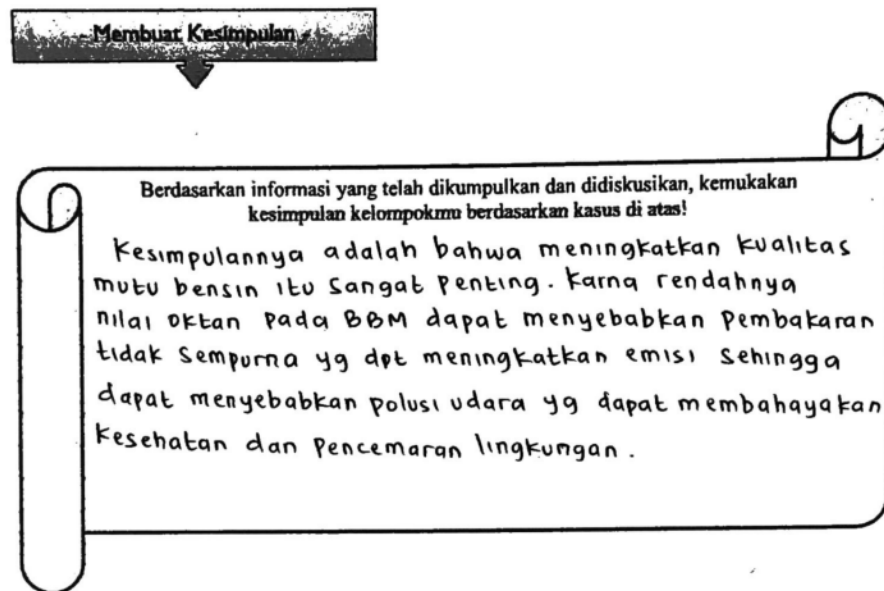 Membuat Kesimpulan
Berdasarkan informasi yang telah dikumpulkan dan didiskusikan, kemukakan
kesimpulan kelompokmu berdasarkan kasus di atas!
Kesimpulannya adalah bahwa meningkatkan kualitas
mutu bensin itu sangat penting. Karna rendahnya
nilai oktan pada BBM dapat menyebabkan pembakaran
tidak sempurna yg dpt meningkatkan emisi sehingga
dapat menyebabkan polusi udara yg dapat membahayakan
kesehatan dan pencemaran lingkungan.